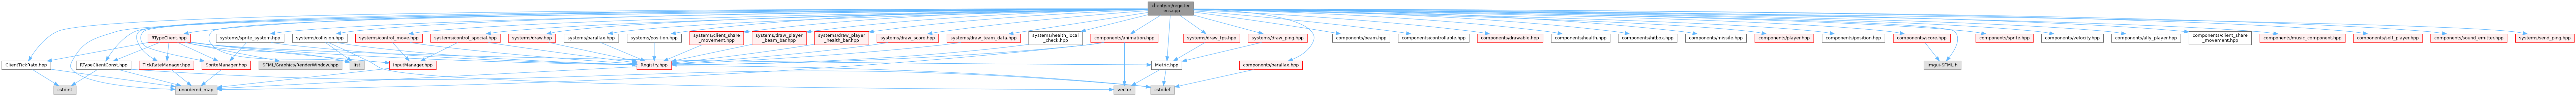 client/src/register
_ecs.cpp
RTypeClient.hpp
systems/sprite_system.hpp
systems/collision.hpp
systems/control_move.hpp
systems/control_special.hpp
systems/draw.hpp
systems/parallax.hpp
systems/position.hpp
systems/client_share
_movement.hpp
systems/draw_player
_beam_bar.hpp
systems/draw_player
_health_bar.hpp
systems/draw_score.hpp
systems/draw_team_data.hpp
systems/health_local
_check.hpp
components/animation.hpp
systems/draw_fps.hpp
systems/draw_ping.hpp
components/beam.hpp
components/controllable.hpp
components/drawable.hpp
components/health.hpp
components/hitbox.hpp
components/missile.hpp
components/player.hpp
components/position.hpp
components/score.hpp
components/sprite.hpp
components/velocity.hpp
components/ally_player.hpp
components/client_share
_movement.hpp
components/music_component.hpp
components/self_player.hpp
components/sound_emitter.hpp
systems/send_ping.hpp
ClientTickRate.hpp
RTypeClientConst.hpp
TickRateManager.hpp
SpriteManager.hpp
SFML/Graphics/RenderWindow.hpp
list
InputManager.hpp
Registry.hpp
Metric.hpp
components/parallax.hpp
imgui-SFML.h
cstdint
unordered_map
vector
cstddef